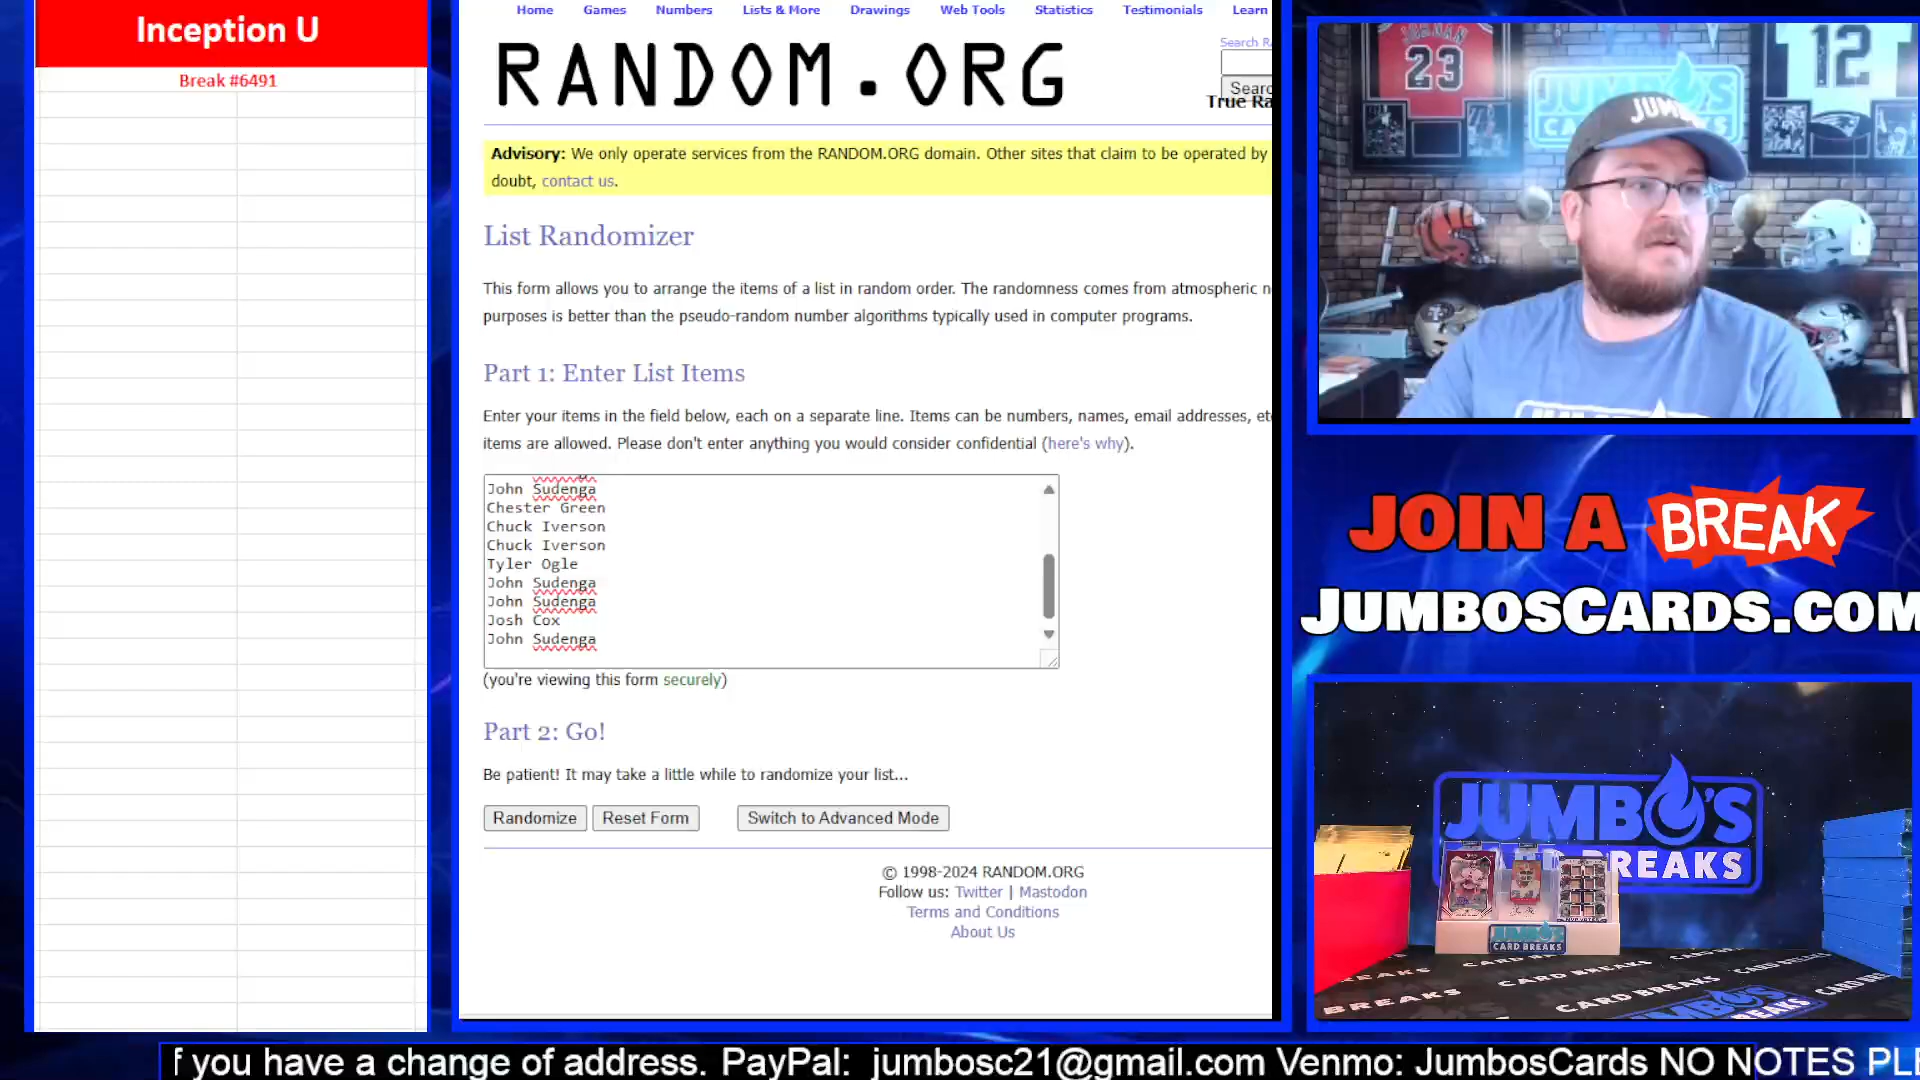 Inception U
Break #6491
Home Games Numbers Lists & More Drawings Web Tools Statistics Testimonials Learn
RANDOM.ORG
True Ra
Advisory: We only operate services from the RANDOM.ORG domain. Other sites that claim to be operated by
doubt, contact us.
List Randomizer
This form allows you to arrange the items of a list in random order. The randomness comes from atmospheric n
purposes is better than the pseudo-random number algorithms typically used in computer programs.
Part 1: Enter List Items
Enter your items in the field below, each on a separate line. Items can be numbers, names, email addresses, et
items are allowed. Please don't enter anything you would consider confidential (here's why).
John Sudenga
Chester Green
Chuck Iverson
Chuck Iverson
Tyler Ogle
John Sudenga
John Sudenga
Josh Cox
John Sudenga
(you're viewing this form securely)
Part 2: Go!
Be patient! It may take a little while to randomize your list...
Randomize Reset Form Switch to Advanced Mode
© 1998-2024 RANDOM.ORG
Follow us: Twitter | Mastodon
Terms and Conditions
About Us
23
12
JOIN A BREAK
JUMBOSCARDS.COM
JUMBO'S
CARD BREAKS
CARD BREAKS
f you have a change of address. PayPal: jumbosc21@gmail.com Venmo: JumbosCards NO NOTES PLE